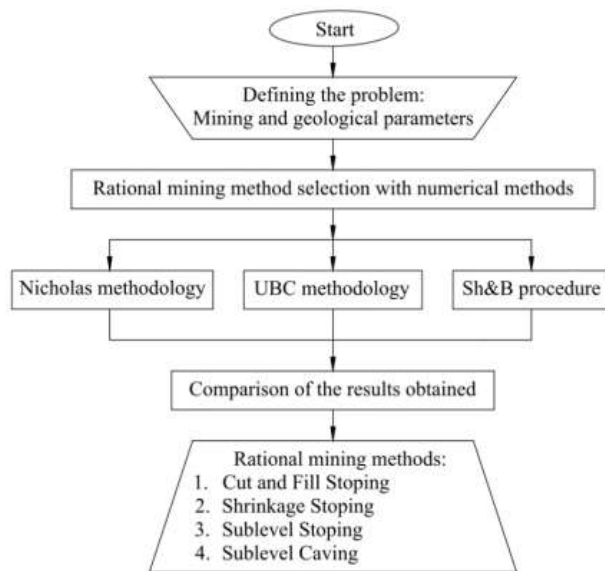 Start
Defining the problem:
Mining and geological parameters
Rational mining method selection with numerical methods
Nicholas methodology
UBC methodology
Sh&B procedure
Comparison of the results obtained
Rational mining methods:
1. Cut and Fill Stoping
2. Shrinkage Stoping
3. Sublevel Stoping
4. Sublevel Caving